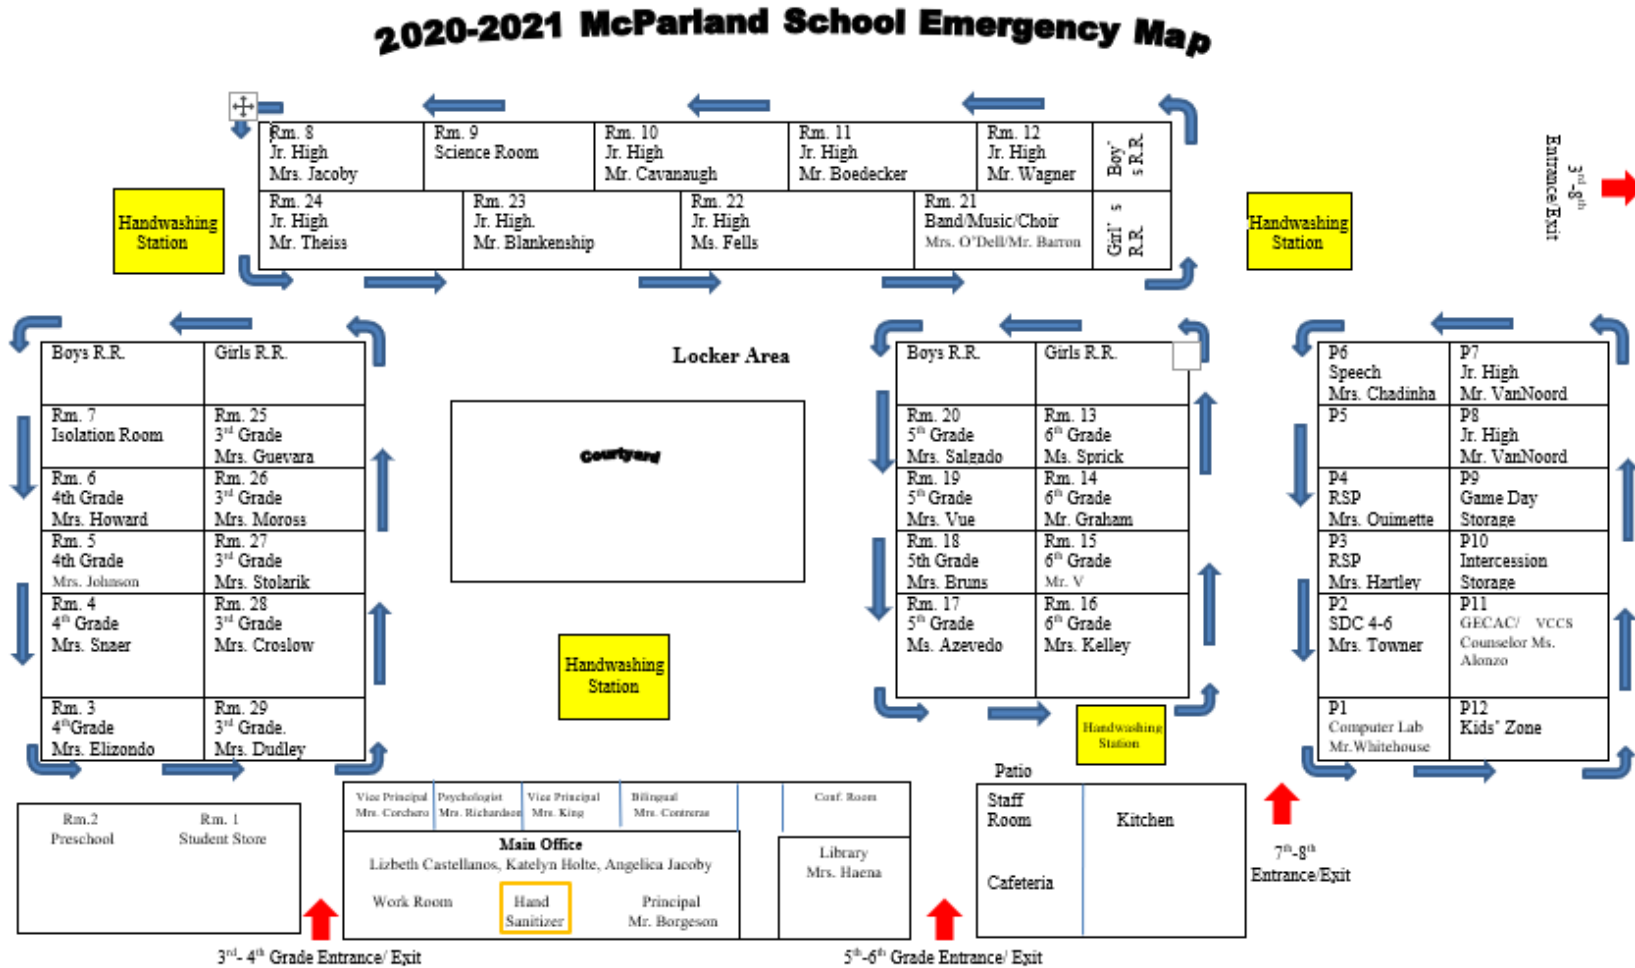 2020-2021 McParland School Emergency Map
Rm. 8
Jr. High
Mrs. Jacoby
Rm. 9
Science Room
Rm. 10
Jr. High
Mr. Cavanaugh
Rm. 11
Jr. High
Mr. Boedecker
Rm. 12
Jr. High
Mr. Wagner
Boy'
s R.R.
Rm. 24
Jr. High
Mr. Theiss
Rm. 23
Jr. High.
Mr. Blankenship
Rm. 22
Jr. High
Ms. Fells
Rm. 21
Band/Music/Choir
Mrs. O'Dell/Mr. Barron
Girl' s
R.R.
Handwashing
Station
Handwashing
Station
3rd-8th
Entrance/Exit
Boys R.R.
Girls R.R.
Rm. 7
Isolation Room
Rm. 25
3rd Grade
Mrs. Guevara
Rm. 6
4th Grade
Mrs. Howard
Rm. 26
3rd Grade
Mrs. Moross
Rm. 5
4th Grade
Mrs. Johnson
Rm. 27
3rd Grade
Mrs. Stolarik
Rm. 4
4th Grade
Mrs. Snaer
Rm. 28
3rd Grade
Mrs. Croslow
Rm. 3
4thGrade
Mrs. Elizondo
Rm. 29
3rd Grade.
Mrs. Dudley
Locker Area
Courtyard
Handwashing
Station
Boys R.R.
Girls R.R.
Rm. 20
5th Grade
Mrs. Salgado
Rm. 13
6th Grade
Ms. Sprick
Rm. 19
5th Grade
Mrs. Vue
Rm. 14
6th Grade
Mr. Graham
Rm. 18
5th Grade
Mrs. Bruns
Rm. 15
6th Grade
Mr. V
Rm. 17
5th Grade
Ms. Azevedo
Rm. 16
6th Grade
Mrs. Kelley
Handwashing
Station
P6
Speech
Mrs. Chadinha
P7
Jr. High
Mr. VanNoord
P5
P8
Jr. High
Mr. VanNoord
P4
RSP
Mrs. Ouimette
P9
Game Day
Storage
P3
RSP
Mrs. Hartley
P10
Intercession
Storage
P2
SDC 4-6
Mrs. Towner
P11
GECAC/ VCCS
Counselor Ms.
Alonzo
P1
Computer Lab
Mr.Whitehouse
P12
Kids' Zone
Rm.2
Preschool
Rm. 1
Student Store
Vice Principal
Mrs. Corchero
Psychologist
Mrs. Richardson
Vice Principal
Mrs. King
Bilingual
Mrs. Contreras
Conf. Room
Main Office
Lizbeth Castellanos, Katelyn Holte, Angelica Jacoby
Work Room
Hand
Sanitizer
Principal
Mr. Borgeson
Library
Mrs. Haena
Patio
Staff
Room
Kitchen
Cafeteria
7th-8th
Entrance/Exit
3rd- 4th Grade Entrance/ Exit
5th-6th Grade Entrance/ Exit